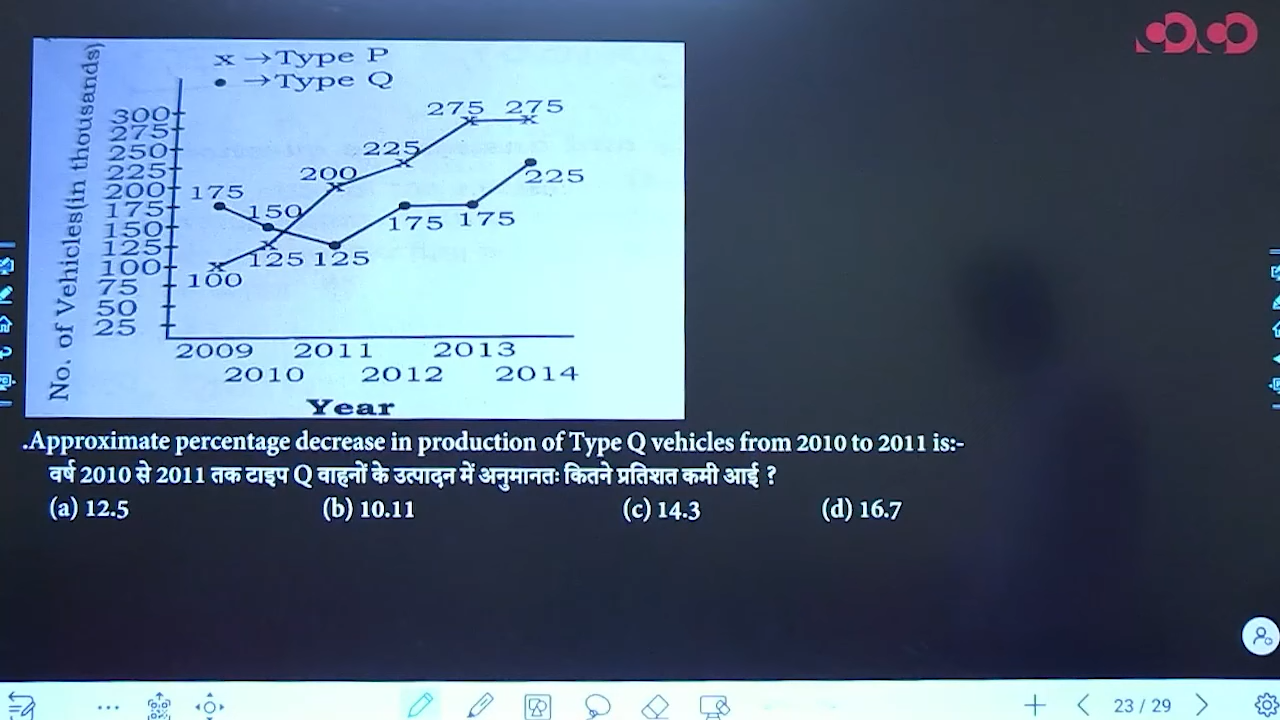 x →Type P
• →Type Q
No. of Vehicles(in thousands)
300
275
250
225
200
175
150
125
100
75
50
25
275 275
225
200
175
150
225
175 175
125 125
100
2009 2011 2013
2010 2012 2014
Year
.Approximate percentage decrease in production of Type Q vehicles from 2010 to 2011 is:-
वर्ष 2010 से 2011 तक टाइप Q वाहनों के उत्पादन में अनुमानतः कितने प्रतिशत कमी आई ?
(a) 12.5 (b) 10.11 (c) 14.3 (d) 16.7
23 / 29